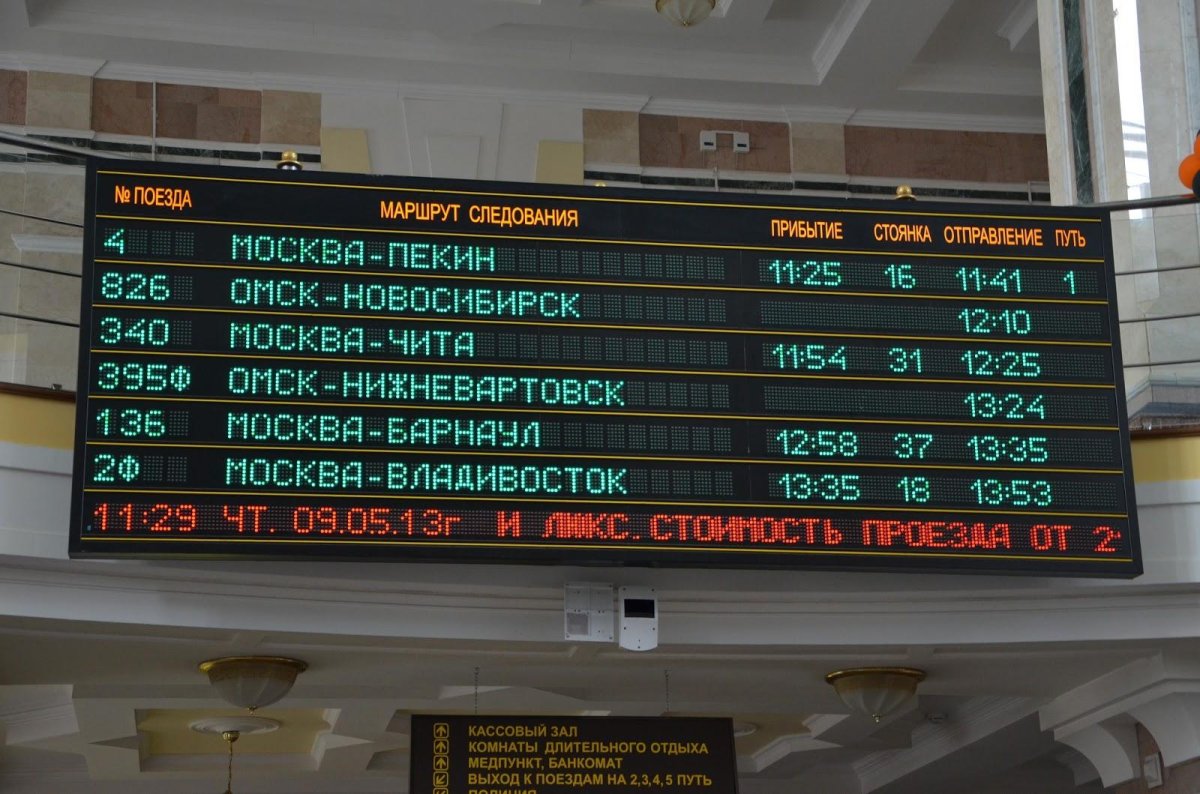 № ПОЕЗДА МАРШРУТ СЛЕДОВАНИЯ ПРИБЫТИЕ СТОЯНКА ОТПРАВЛЕНИЕ ПУТЬ
4 МОСКВА-ПЕКИН 11:25 16 11:41 1
826 ОМСК-НОВОСИБИРСК 12:10
340 МОСКВА-ЧИТА 11:54 31 12:25
395Ф ОМСК-НИЖНЕВАРТОВСК 13:24
136 МОСКВА-БАРНАУЛ 12:58 37 13:35
2Ф МОСКВА-ВЛАДИВОСТОК 13:35 18 13:53
11:29 ЧТ. 09.05.13г И ЛЮКС. СТОИМОСТЬ ПРОЕЗДА ОТ 2
КАССОВЫЙ ЗАЛ
КОМНАТЫ ДЛИТЕЛЬНОГО ОТДЫХА
МЕДПУНКТ, БАНКОМАТ
ВЫХОД К ПОЕЗДАМ НА 2,3,4,5 ПУТЬ
ПОЛИЦИЯ